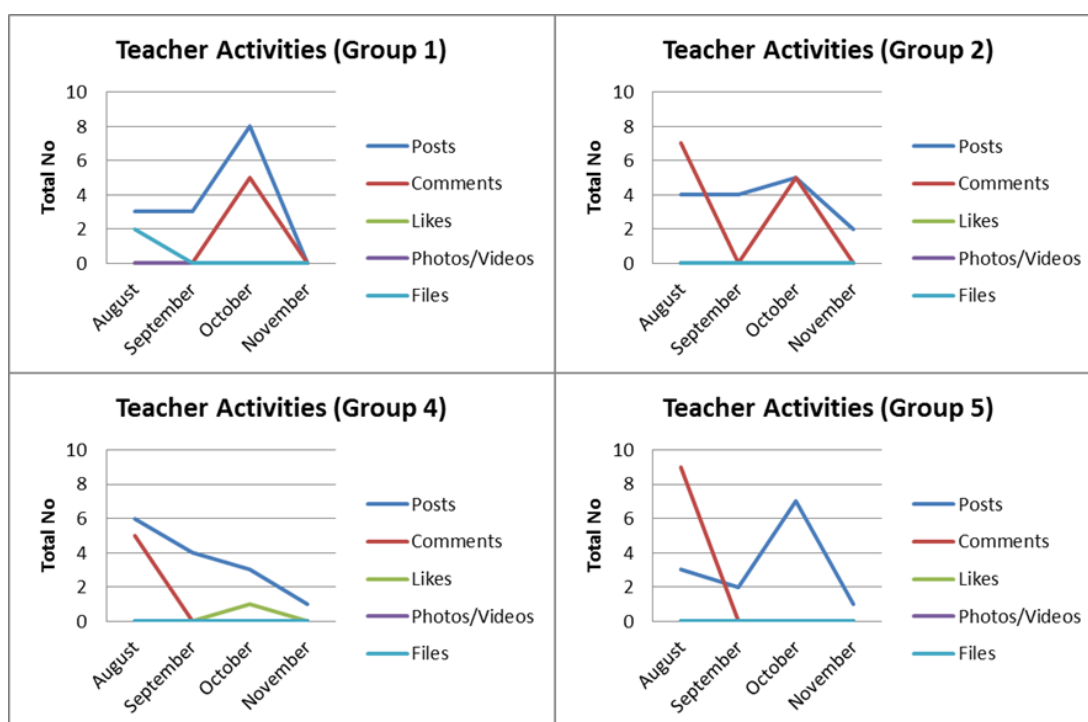 Teacher Activities (Group 1)
Total No
10
8
6
4
2
0
August
September
October
November
Posts
Comments
Likes
Photos/Videos
Files
Teacher Activities (Group 2)
Total No
10
8
6
4
2
0
August
September
October
November
Posts
Comments
Likes
Photos/Videos
Files
Teacher Activities (Group 4)
Total No
10
8
6
4
2
0
August
September
October
November
Posts
Comments
Likes
Photos/Videos
Files
Teacher Activities (Group 5)
Total No
10
8
6
4
2
0
August
September
October
November
Posts
Comments
Likes
Photos/Videos
Files